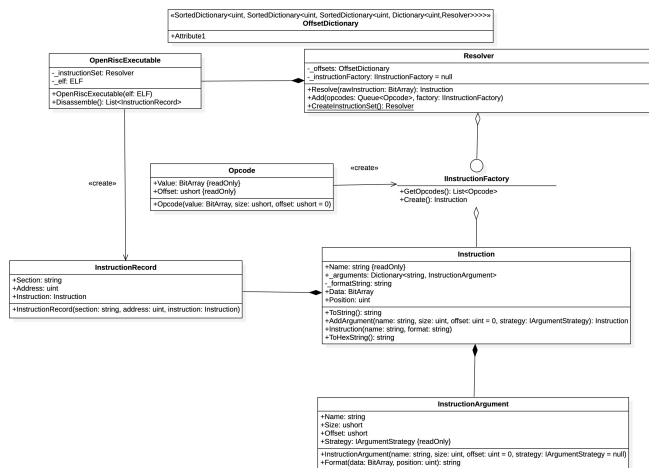 «SortedDictionary<uint, SortedDictionary<uint, SortedDictionary<uint, Dictionary<uint,Resolver>>>>»
OffsetDictionary
+Attribute1
OpenRiscExecutable
-_instructionSet: Resolver
-_elf: ELF
+OpenRiscExecutable(elf: ELF)
+Disassemble(): List<InstructionRecord>
Resolver
-_offsets: OffsetDictionary
-_instructionFactory: IInstructionFactory = null
+Resolve(rawInstruction: BitArray): Instruction
+Add(opcodes: Queue<Opcode>, factory: IInstructionFactory)
+CreateInstructionSet(): Resolver
«create»
Opcode
+Value: BitArray {readOnly}
+Offset: ushort {readOnly}
+Opcode(value: BitArray, size: ushort, offset: ushort = 0)
«create»
IInstructionFactory
+GetOpcodes(): List<Opcode>
+Create(): Instruction
InstructionRecord
+Section: string
+Address: uint
+Instruction: Instruction
+InstructionRecord(section: string, address: uint, instruction: Instruction)
Instruction
+Name: string {readOnly}
+_arguments: Dictionary<string, InstructionArgument>
-_formatString: string
+Data: BitArray
+Position: uint
+ToString(): string
+AddArgument(name: string, size: uint, offset: uint = 0, strategy: IArgumentStrategy): Instruction
+Instruction(name: string, format: string)
+ToHexString(): string
InstructionArgument
+Name: string
+Size: ushort
+Offset: ushort
+Strategy: IArgumentStrategy {readOnly}
+InstructionArgument(name: string, size: uint, offset: uint = 0, strategy: IArgumentStrategy = null)
+Format(data: BitArray, position: uint): string